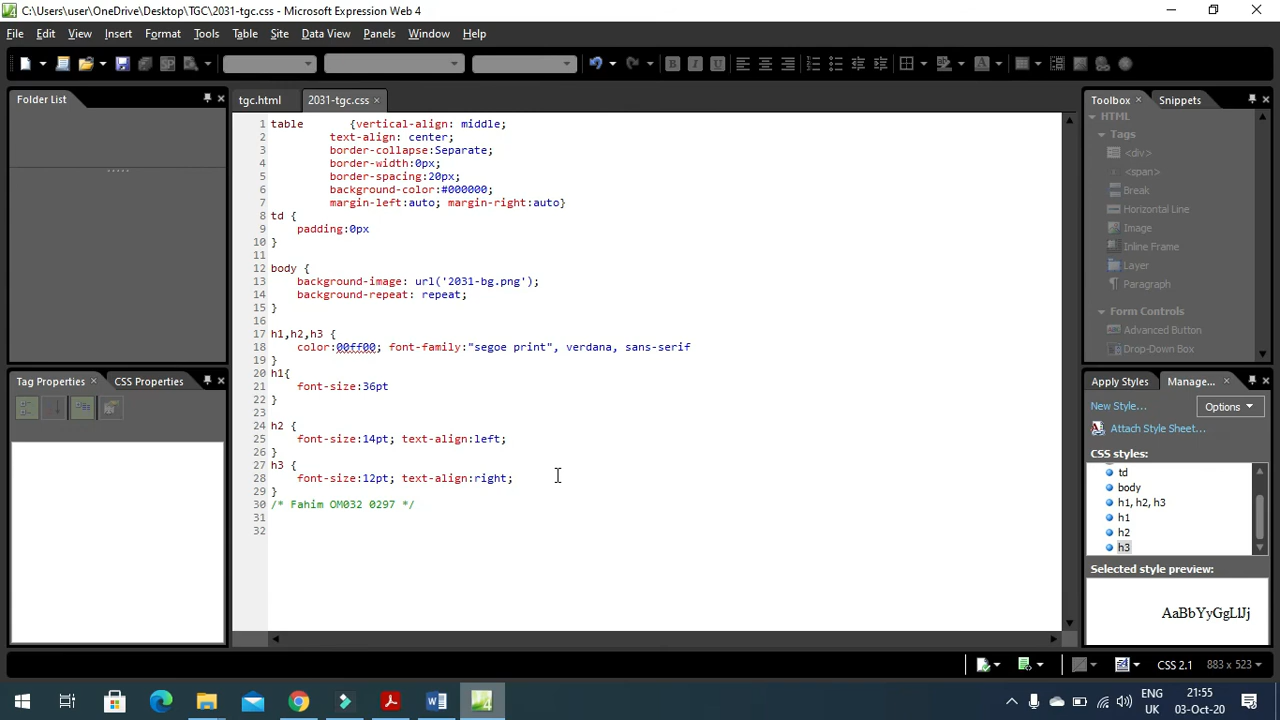 C:\Users\user\OneDrive\Desktop\TGC\2031-tgc.css - Microsoft Expression Web 4
File Edit View Insert Format Tools Table Site Data View Panels Window Help
Folder List
tgc.html 2031-tgc.css ×
1 table {vertical-align: middle;
2 text-align: center;
3 border-collapse:Separate;
4 border-width:0px;
5 border-spacing:20px;
6 background-color:#000000;
7 margin-left:auto; margin-right:auto}
8 td {
9 padding:0px
10 }
11
12 body {
13 background-image: url('2031-bg.png');
14 background-repeat: repeat;
15 }
16
17 h1,h2,h3 {
18 color:00ff00; font-family:"segoe print", verdana, sans-serif
19 }
20 h1{
21 font-size:36pt
22 }
23
24 h2 {
25 font-size:14pt; text-align:left;
26 }
27 h3 {
28 font-size:12pt; text-align:right;
29 }
30 /* Fahim OM032 0297 */
31
32
Toolbox × Snippets
HTML
Tags
<div>
<span>
Break
Horizontal Line
Image
Inline Frame
Layer
Paragraph
Form Controls
Advanced Button
Drop-Down Box
Tag Properties × CSS Properties
Apply Styles Manage... ×
New Style... Options
Attach Style Sheet...
CSS styles:
td
body
h1, h2, h3
h1
h2
h3
Selected style preview:
AaBbYyGgLlJj
CSS 2.1 883 x 523
ENG
UK
21:55
03-Oct-20